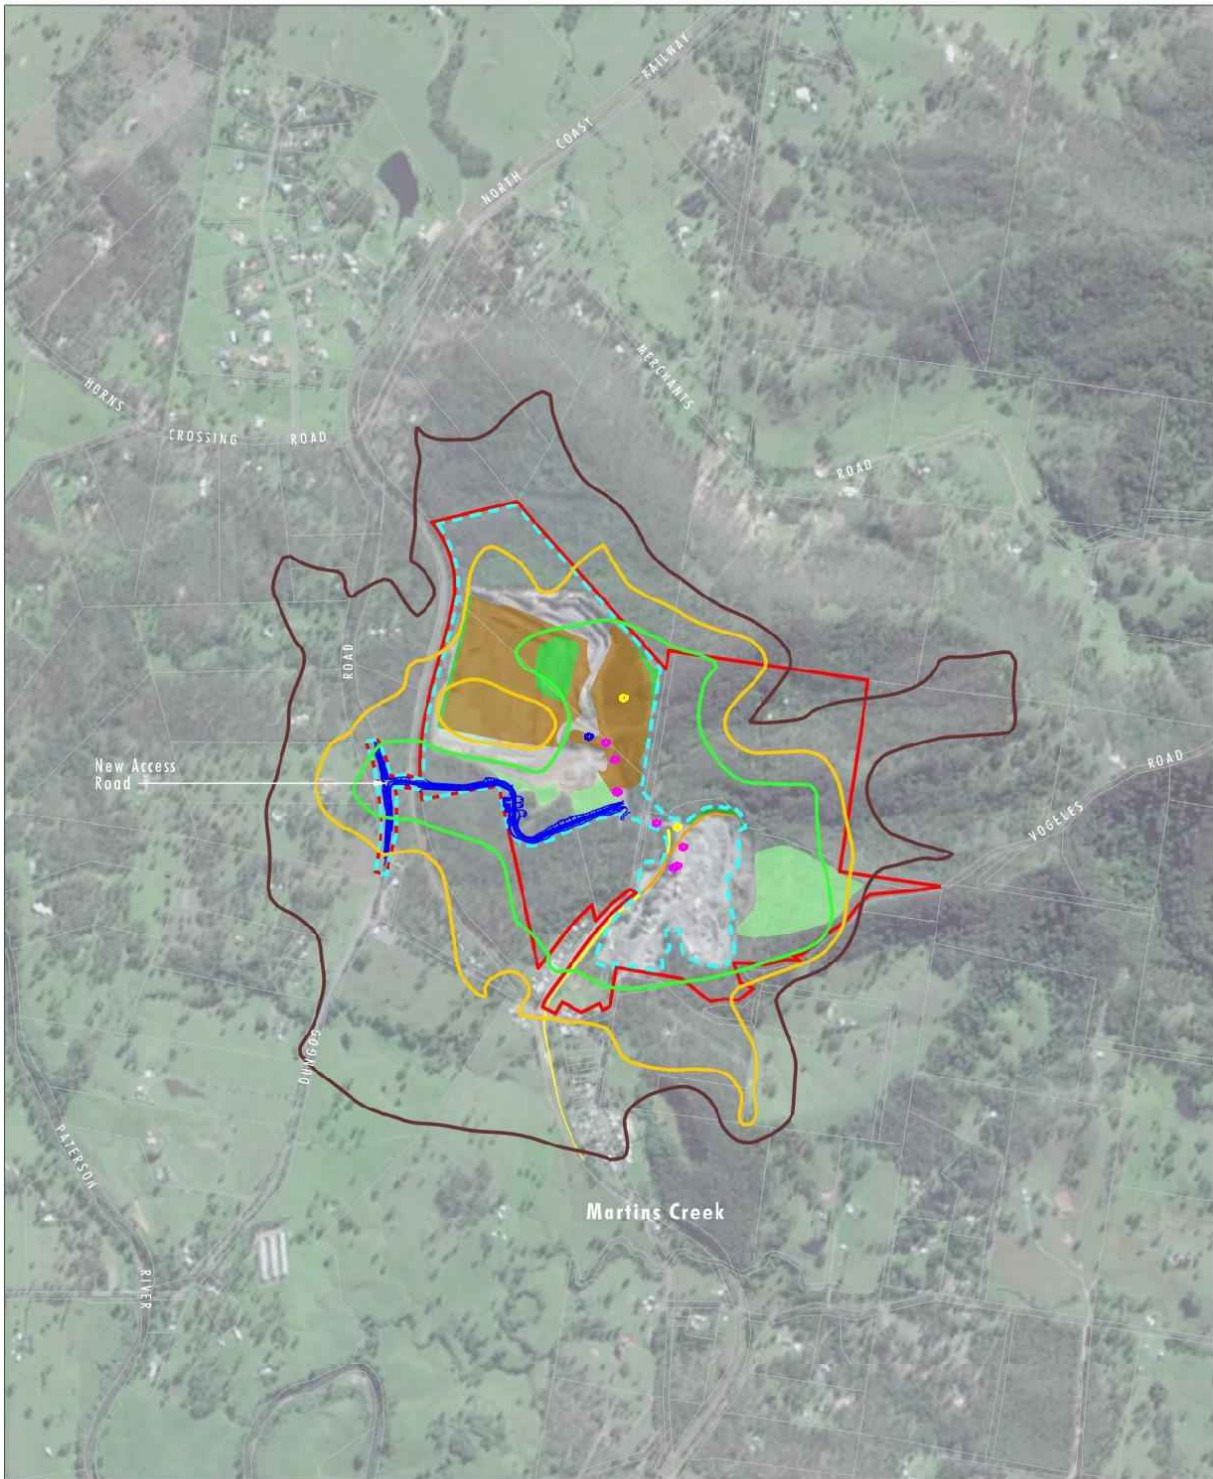 RAILWAY
COAST
NORTH
MERCHANTS
ROAD
HORNS
CROSSING ROAD
ROAD
New Access
Road
ROAD
VOGELES
DUNGOG
PATERSON
RIVER
Martins Creek